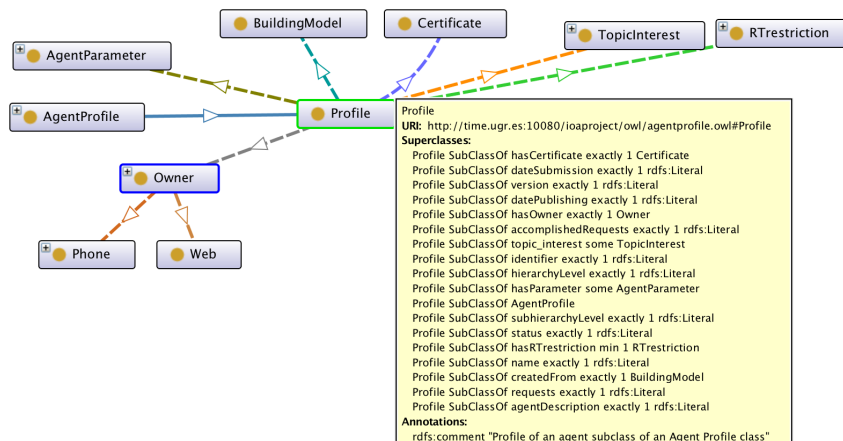 BuildingModel
Certificate
TopicInterest
RTrestriction
AgentParameter
AgentProfile
Profile
Owner
Phone
Web
Profile
URI: http://time.ugr.es:10080/ioaproject/owl/agentprofile.owl#Profile
Superclasses:
Profile SubClassOf hasCertificate exactly 1 Certificate
Profile SubClassOf dateSubmission exactly 1 rdfs:Literal
Profile SubClassOf version exactly 1 rdfs:Literal
Profile SubClassOf datePublishing exactly 1 rdfs:Literal
Profile SubClassOf hasOwner exactly 1 Owner
Profile SubClassOf accomplishedRequests exactly 1 rdfs:Literal
Profile SubClassOf topic_interest some TopicInterest
Profile SubClassOf identifier exactly 1 rdfs:Literal
Profile SubClassOf hierarchyLevel exactly 1 rdfs:Literal
Profile SubClassOf hasParameter some AgentParameter
Profile SubClassOf AgentProfile
Profile SubClassOf subhierarchyLevel exactly 1 rdfs:Literal
Profile SubClassOf status exactly 1 rdfs:Literal
Profile SubClassOf hasRTrestriction min 1 RTrestriction
Profile SubClassOf name exactly 1 rdfs:Literal
Profile SubClassOf createdFrom exactly 1 BuildingModel
Profile SubClassOf requests exactly 1 rdfs:Literal
Profile SubClassOf agentDescription exactly 1 rdfs:Literal
Annotations:
rdfs:comment "Profile of an agent subclass of an Agent Profile class"